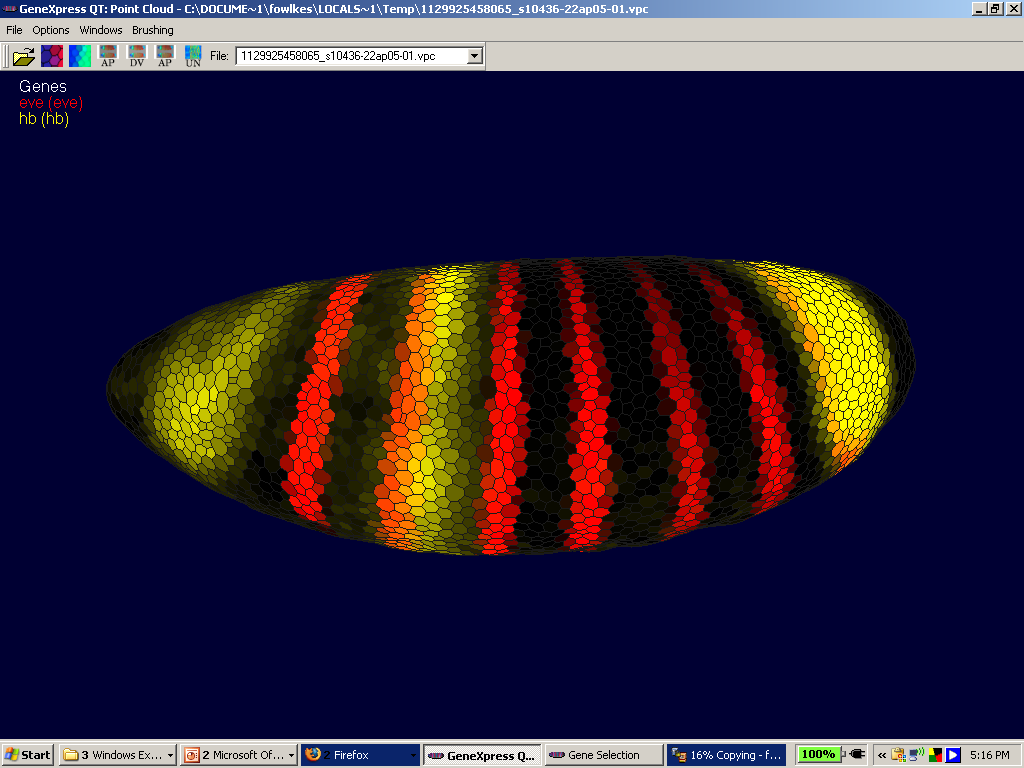 GeneXpress QT: Point Cloud - C:\DOCUME~1\fowlkes\LOCALS~1\Temp\1129925458065_s10436-22ap05-01.vpc
File Options Windows Brushing
AP DV AP UN File: 1129925458065_s10436-22ap05-01.vpc
Genes
eve (eve)
hb (hb)
Start 3 Windows Ex... 2 Microsoft Of... 2 Firefox GeneXpress Q... Gene Selection 16% Copying - f... 100% « 5:16 PM